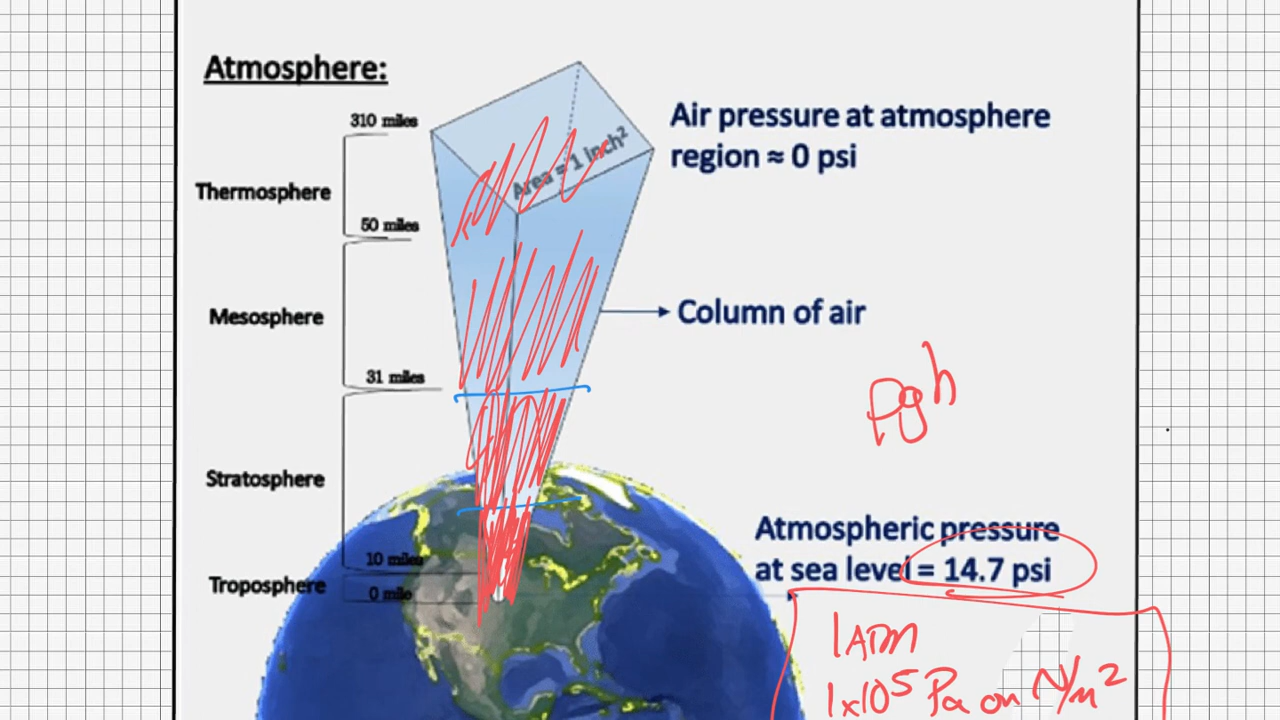 Atmosphere:
310 miles
Air pressure at atmosphere
region ≈ 0 psi
Area = 1 inch²
Thermosphere
50 miles
Mesosphere
Column of air
31 miles
ρgh
Stratosphere
Atmospheric pressure
at sea level = 14.7 psi
10 miles
Troposphere
0 mile
1 ATM
1x10⁵ Pa or N/m²